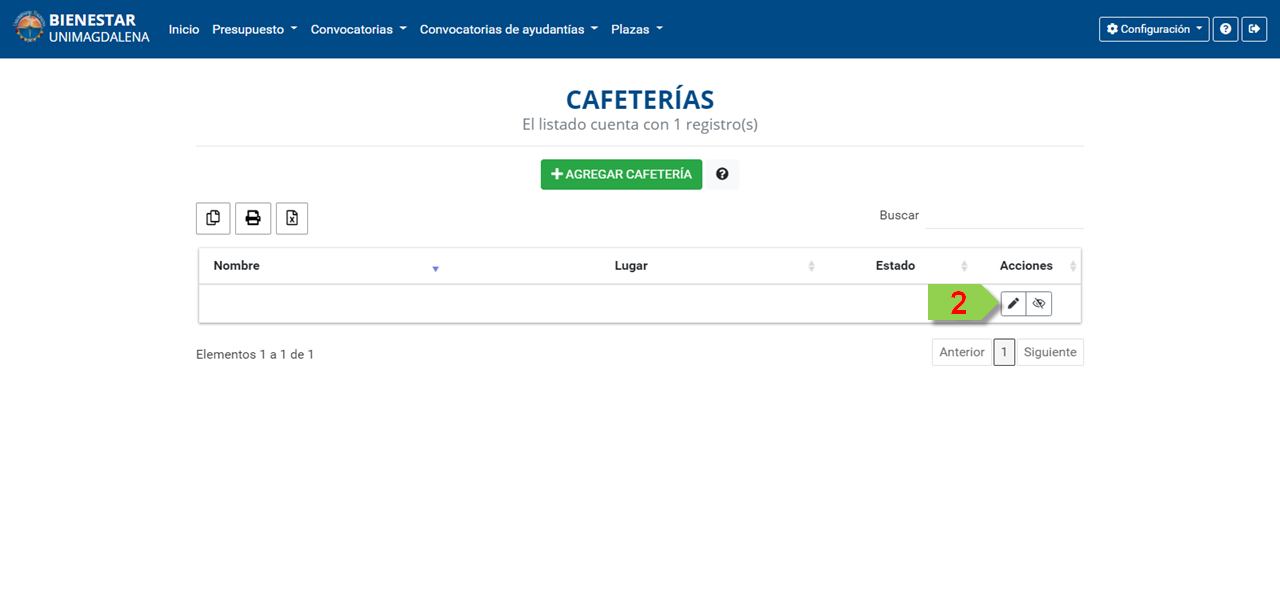 BIENESTAR
UNIMAGDALENA
Inicio Presupuesto Convocatorias Convocatorias de ayudantías Plazas Configuración
CAFETERÍAS
El listado cuenta con 1 registro(s)
AGREGAR CAFETERÍA
Buscar
Nombre Lugar Estado Acciones
2
Elementos 1 a 1 de 1
Anterior 1 Siguiente